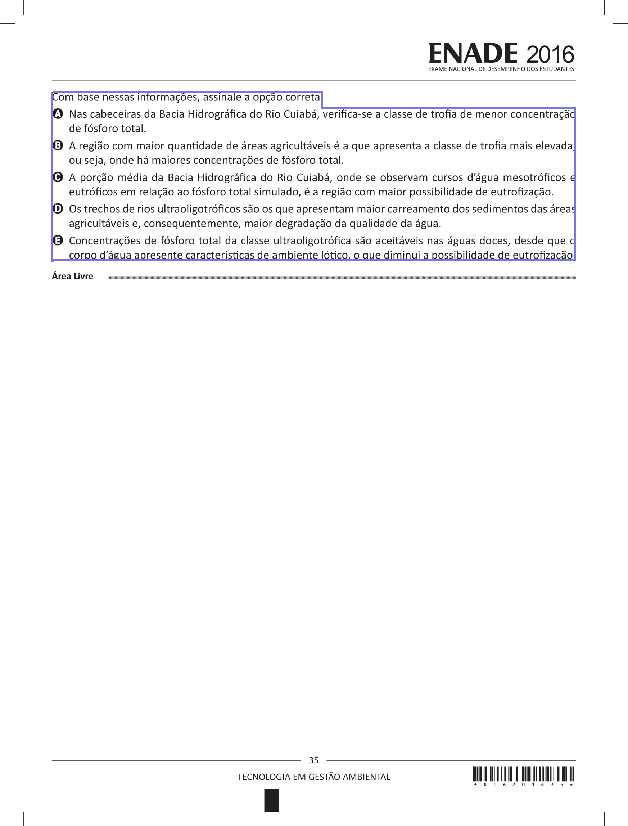 ENADE 2016
EXAME NACIONAL DE DESEMPENHO DOS ESTUDANTES
Com base nessas informações, assinale a opção correta
A Nas cabeceiras da Bacia Hidrográfica do Rio Cuiabá, verifica-se a classe de trofia de menor concentração
de fósforo total.
B A região com maior quantidade de áreas agricultáveis é a que apresenta a classe de trofia mais elevada,
ou seja, onde há maiores concentrações de fósforo total.
C A porção média da Bacia Hidrográfica do Rio Cuiabá, onde se observam cursos d'água mesotróficos e
eutróficos em relação ao fósforo total simulado, é a região com maior possibilidade de eutrofização.
D Os trechos de rios ultraoligotróficos são os que apresentam maior carreamento dos sedimentos das áreas
agricultáveis e, consequentemente, maior degradação da qualidade da água.
E Concentrações de fósforo total da classe ultraoligotrófica são aceitáveis nas águas doces, desde que o
corpo d'água apresente características de ambiente lótico, o que diminui a possibilidade de eutrofização
Área Livre
35
TECNOLOGIA EM GESTÃO AMBIENTAL